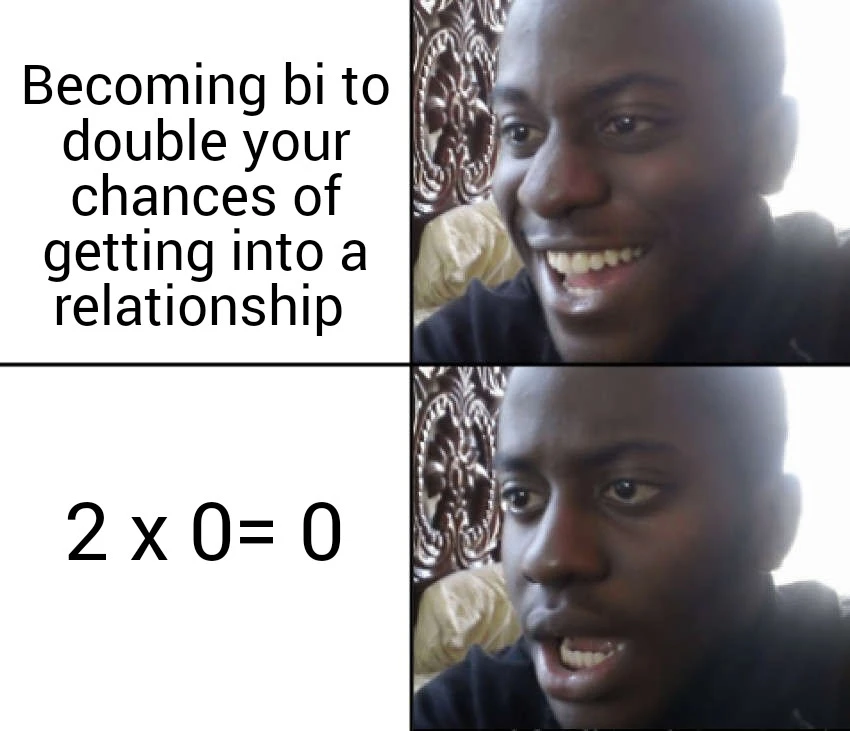 Becoming bi to
double your
chances of
getting into a
relationship
2 x 0= 0